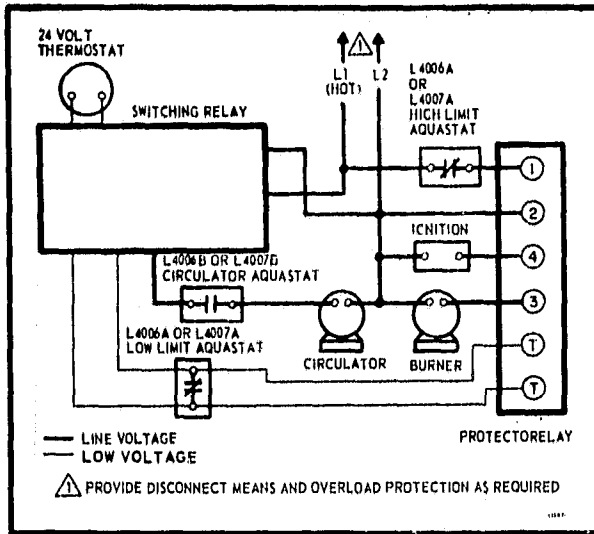 24 VOLT
THERMOSTAT
SWITCHING RELAY
1
L1
(HOT)
L2
L4006A
OR
L4007A
HIGH LIMIT
AQUASTAT
1
2
IGNITION
4
L4006B OR L4007B
CIRCULATOR AQUASTAT
3
L4006A OR L4007A
LOW LIMIT AQUASTAT
CIRCULATOR
BURNER
T
T
LINE VOLTAGE
LOW VOLTAGE
PROTECTORELAY
1 PROVIDE DISCONNECT MEANS AND OVERLOAD PROTECTION AS REQUIRED